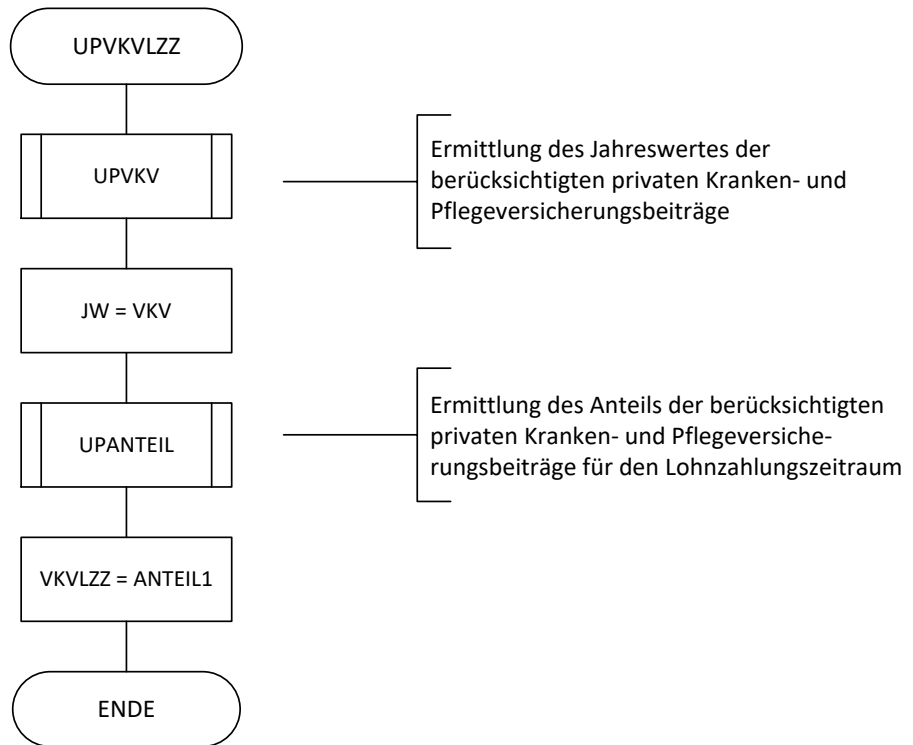 UPVKVLZZ
UPVKV
Ermittlung des Jahreswertes der
berücksichtigten privaten Kranken- und
Pflegeversicherungsbeiträge
JW = VKV
UPANTEIL
Ermittlung des Anteils der berücksichtigten
privaten Kranken- und Pflegeversiche-
rungsbeiträge für den Lohnzahlungszeitraum
VKVLZZ = ANTEIL1
ENDE